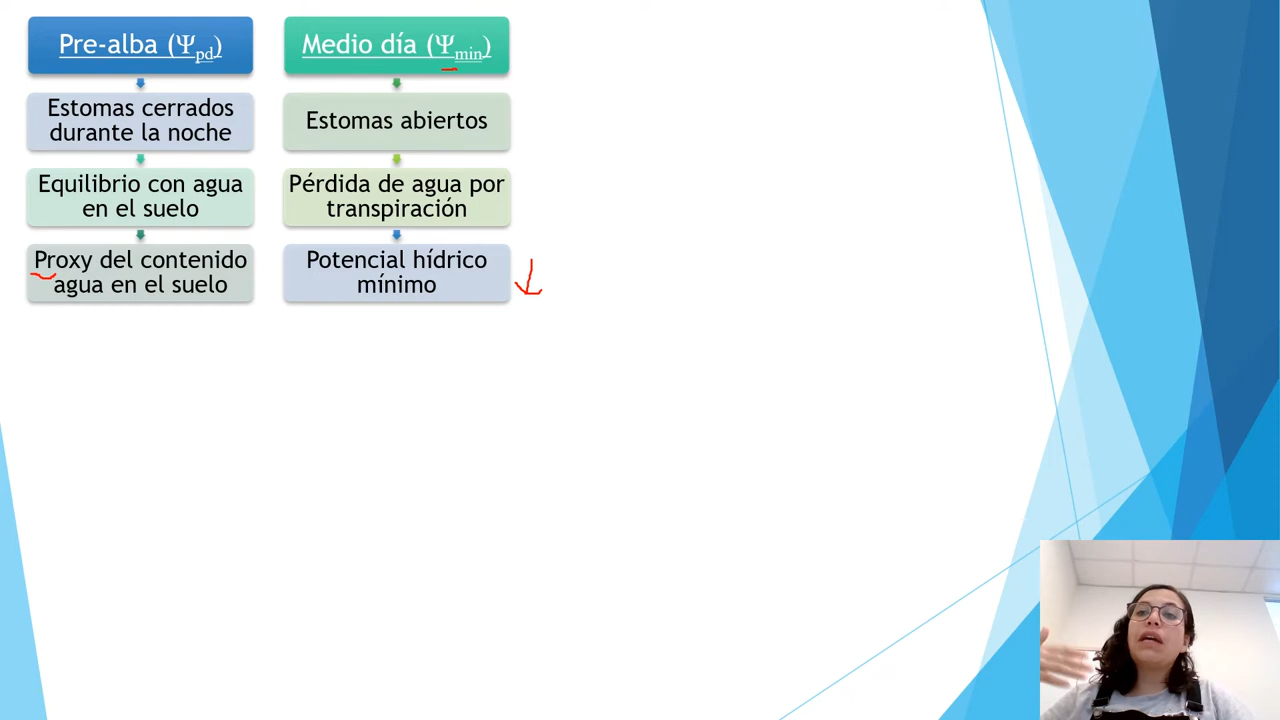 Pre-alba (Ψpd)
Estomas cerrados
durante la noche
Equilibrio con agua
en el suelo
Proxy del contenido
agua en el suelo
Medio día (Ψmin)
Estomas abiertos
Pérdida de agua por
transpiración
Potencial hídrico
mínimo